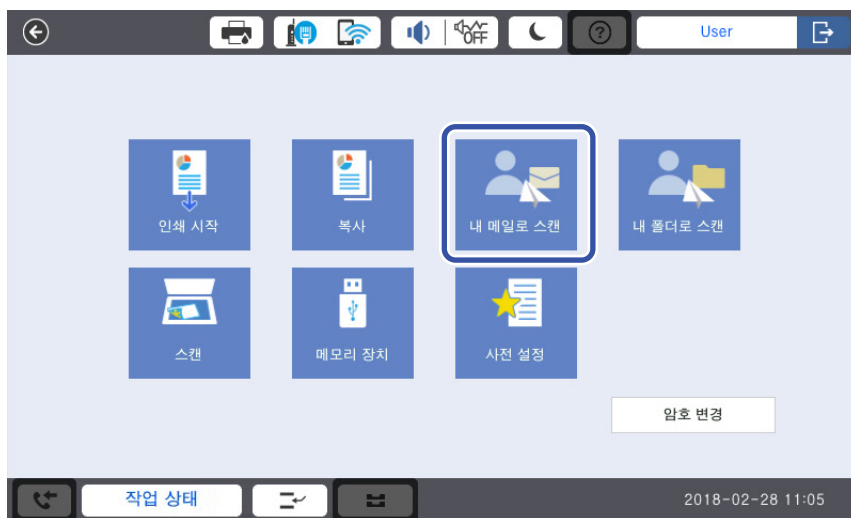 OFF
User
인쇄 시작
복사
내 메일로 스캔
내 폴더로 스캔
스캔
메모리 장치
사전 설정
암호 변경
작업 상태
2018-02-28 11:05